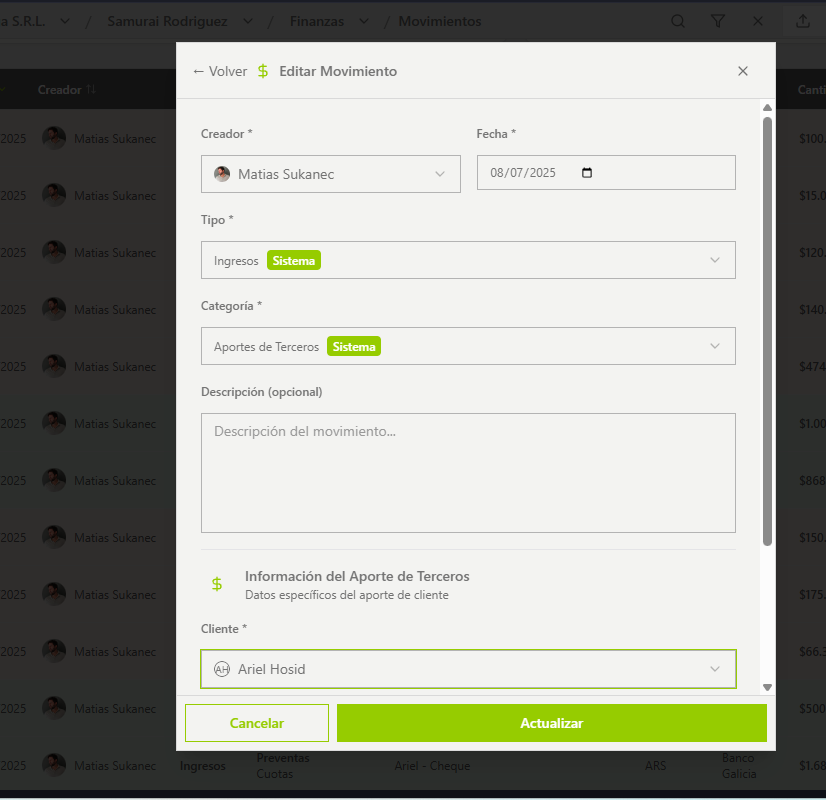 a S.R.L. / Samurai Rodriguez / Finanzas / Movimientos
← Volver $ Editar Movimiento
Creador
Canti
Creador *
Fecha *
2025 Matias Sukanec $100.
Matias Sukanec
08/07/2025
2025 Matias Sukanec $15.0
Tipo *
2025 Matias Sukanec $120.
Ingresos Sistema
Categoría *
2025 Matias Sukanec $140.
Aportes de Terceros Sistema
2025 Matias Sukanec $474
Descripción (opcional)
2025 Matias Sukanec $1.00
Descripción del movimiento...
2025 Matias Sukanec $868
2025 Matias Sukanec $150.
Información del Aporte de Terceros
Datos específicos del aporte de cliente
2025 Matias Sukanec $175.
Cliente *
2025 Matias Sukanec $66.3
AH Ariel Hosid
2025 Matias Sukanec $500
Cancelar
Actualizar
2025 Matias Sukanec Ingresos Preventas Ariel - Cheque ARS Banco $1.68
Cuotas Galicia